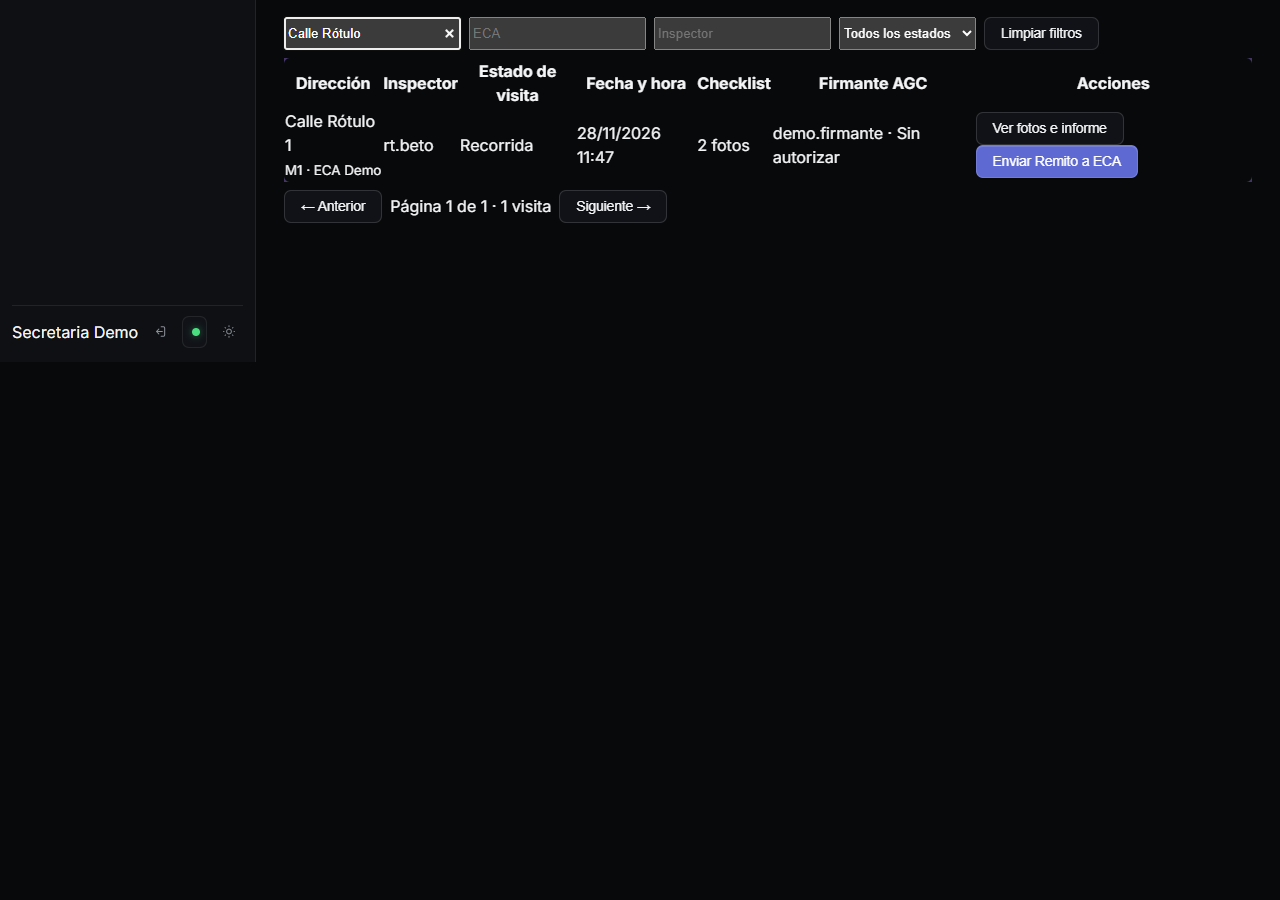 Calle Rótulo × ECA Inspector Todos los estados Limpiar filtros
Dirección Inspector Estado de visita Fecha y hora Checklist Firmante AGC Acciones
Calle Rótulo 1
M1 · ECA Demo
rt.beto
Recorrida
28/11/2026 11:47
2 fotos
demo.firmante · Sin autorizar
Ver fotos e informe
Enviar Remito a ECA
← Anterior Página 1 de 1 · 1 visita Siguiente →
Secretaria Demo